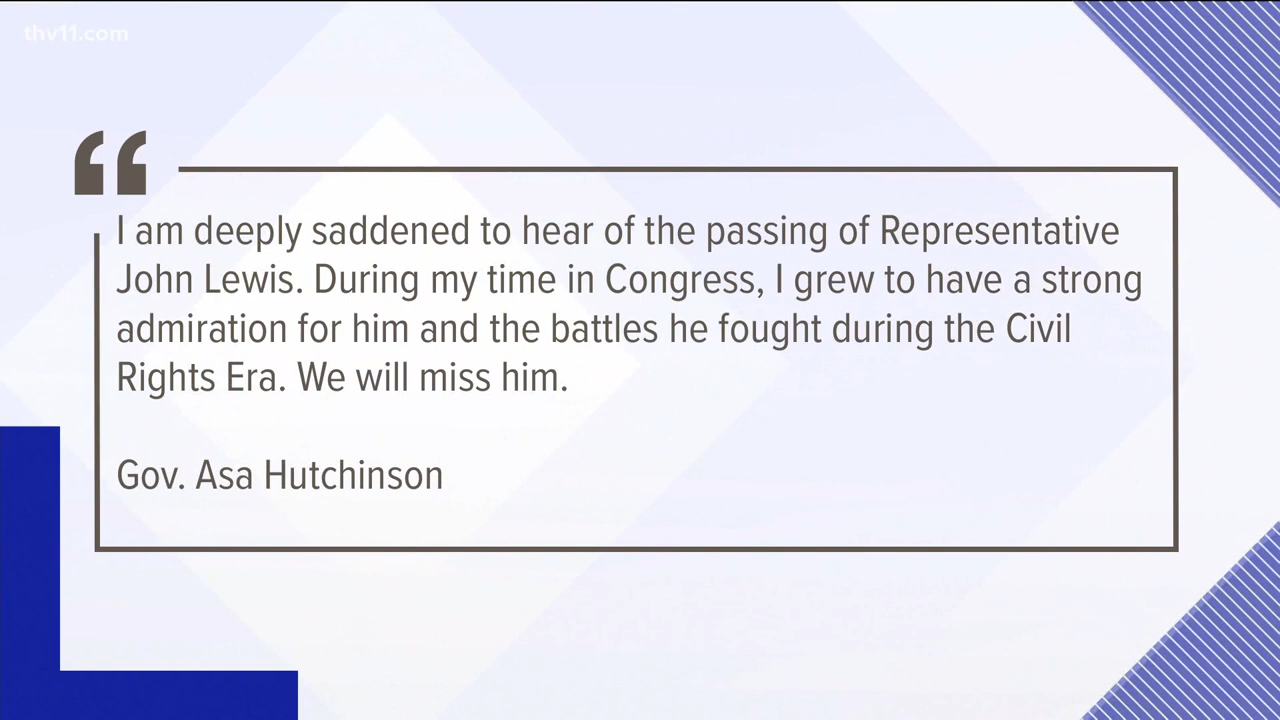 thv11.com
“
I am deeply saddened to hear of the passing of Representative
John Lewis. During my time in Congress, I grew to have a strong
admiration for him and the battles he fought during the Civil
Rights Era. We will miss him.
Gov. Asa Hutchinson